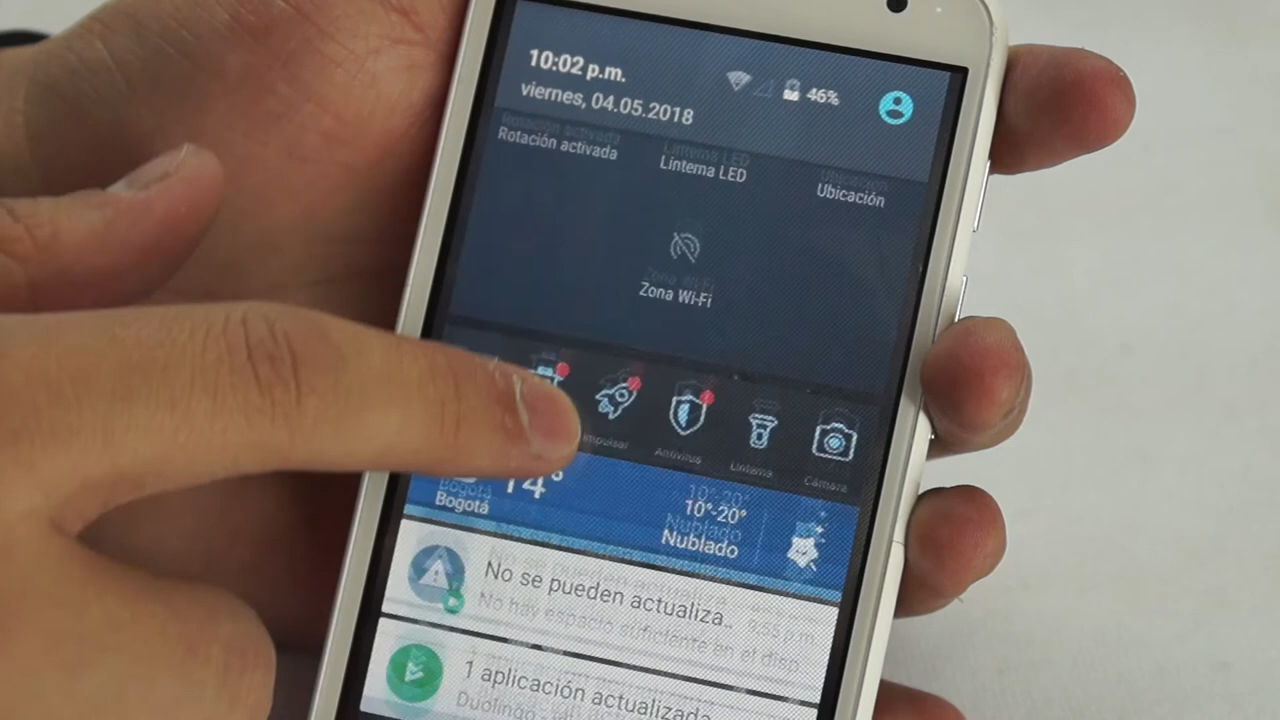 10:02 p.m.
viernes, 04.05.2018
46%
Rotación activada
Linterna LED
Ubicación
Zona Wi-Fi
Impulsar
Antivirus
Linterna
Cámara
14°
Bogotá
10°-20°
Nublado
No se pueden actualiza..
9:55 p.m.
No hay espacio suficiente en el disp
1 aplicación actualizada
Duolingo